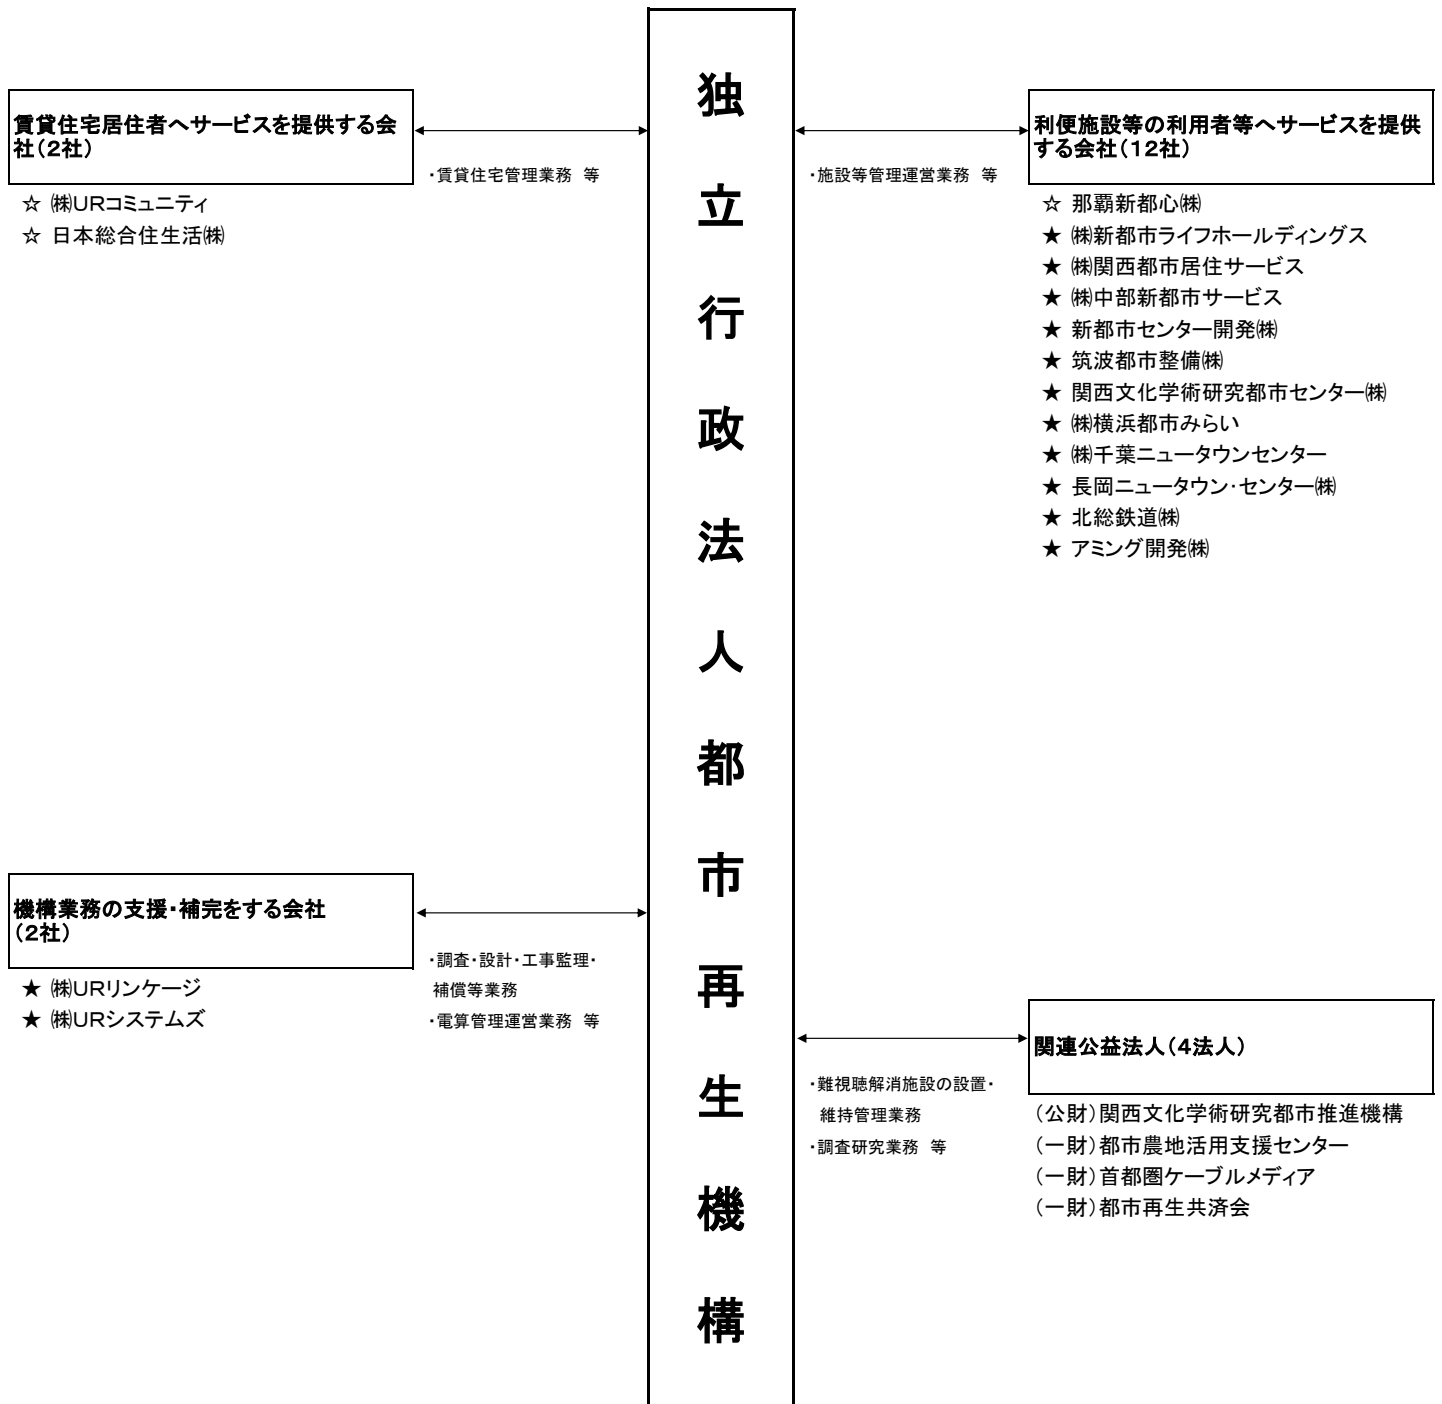 独立行政法人都市再生機構
賃貸住宅居住者へサービスを提供する会
社(2社)
・賃貸住宅管理業務 等
☆ ㈱URコミュニティ
☆ 日本総合住生活㈱
機構業務の支援・補完をする会社
(2社)
・調査・設計・工事監理・
補償等業務
・電算管理運営業務 等
★ ㈱URリンケージ
★ ㈱URシステムズ
利便施設等の利用者等へサービスを提供
する会社(12社)
・施設等管理運営業務 等
☆ 那覇新都心㈱
★ ㈱新都市ライフホールディングス
★ ㈱関西都市居住サービス
★ ㈱中部新都市サービス
★ 新都市センター開発㈱
★ 筑波都市整備㈱
★ 関西文化学術研究都市センター㈱
★ ㈱横浜都市みらい
★ ㈱千葉ニュータウンセンター
★ 長岡ニュータウン・センター㈱
★ 北総鉄道㈱
★ アミング開発㈱
関連公益法人(4法人)
・難視聴解消施設の設置・
維持管理業務
・調査研究業務 等
(公財)関西文化学術研究都市推進機構
(一財)都市農地活用支援センター
(一財)首都圏ケーブルメディア
(一財)都市再生共済会